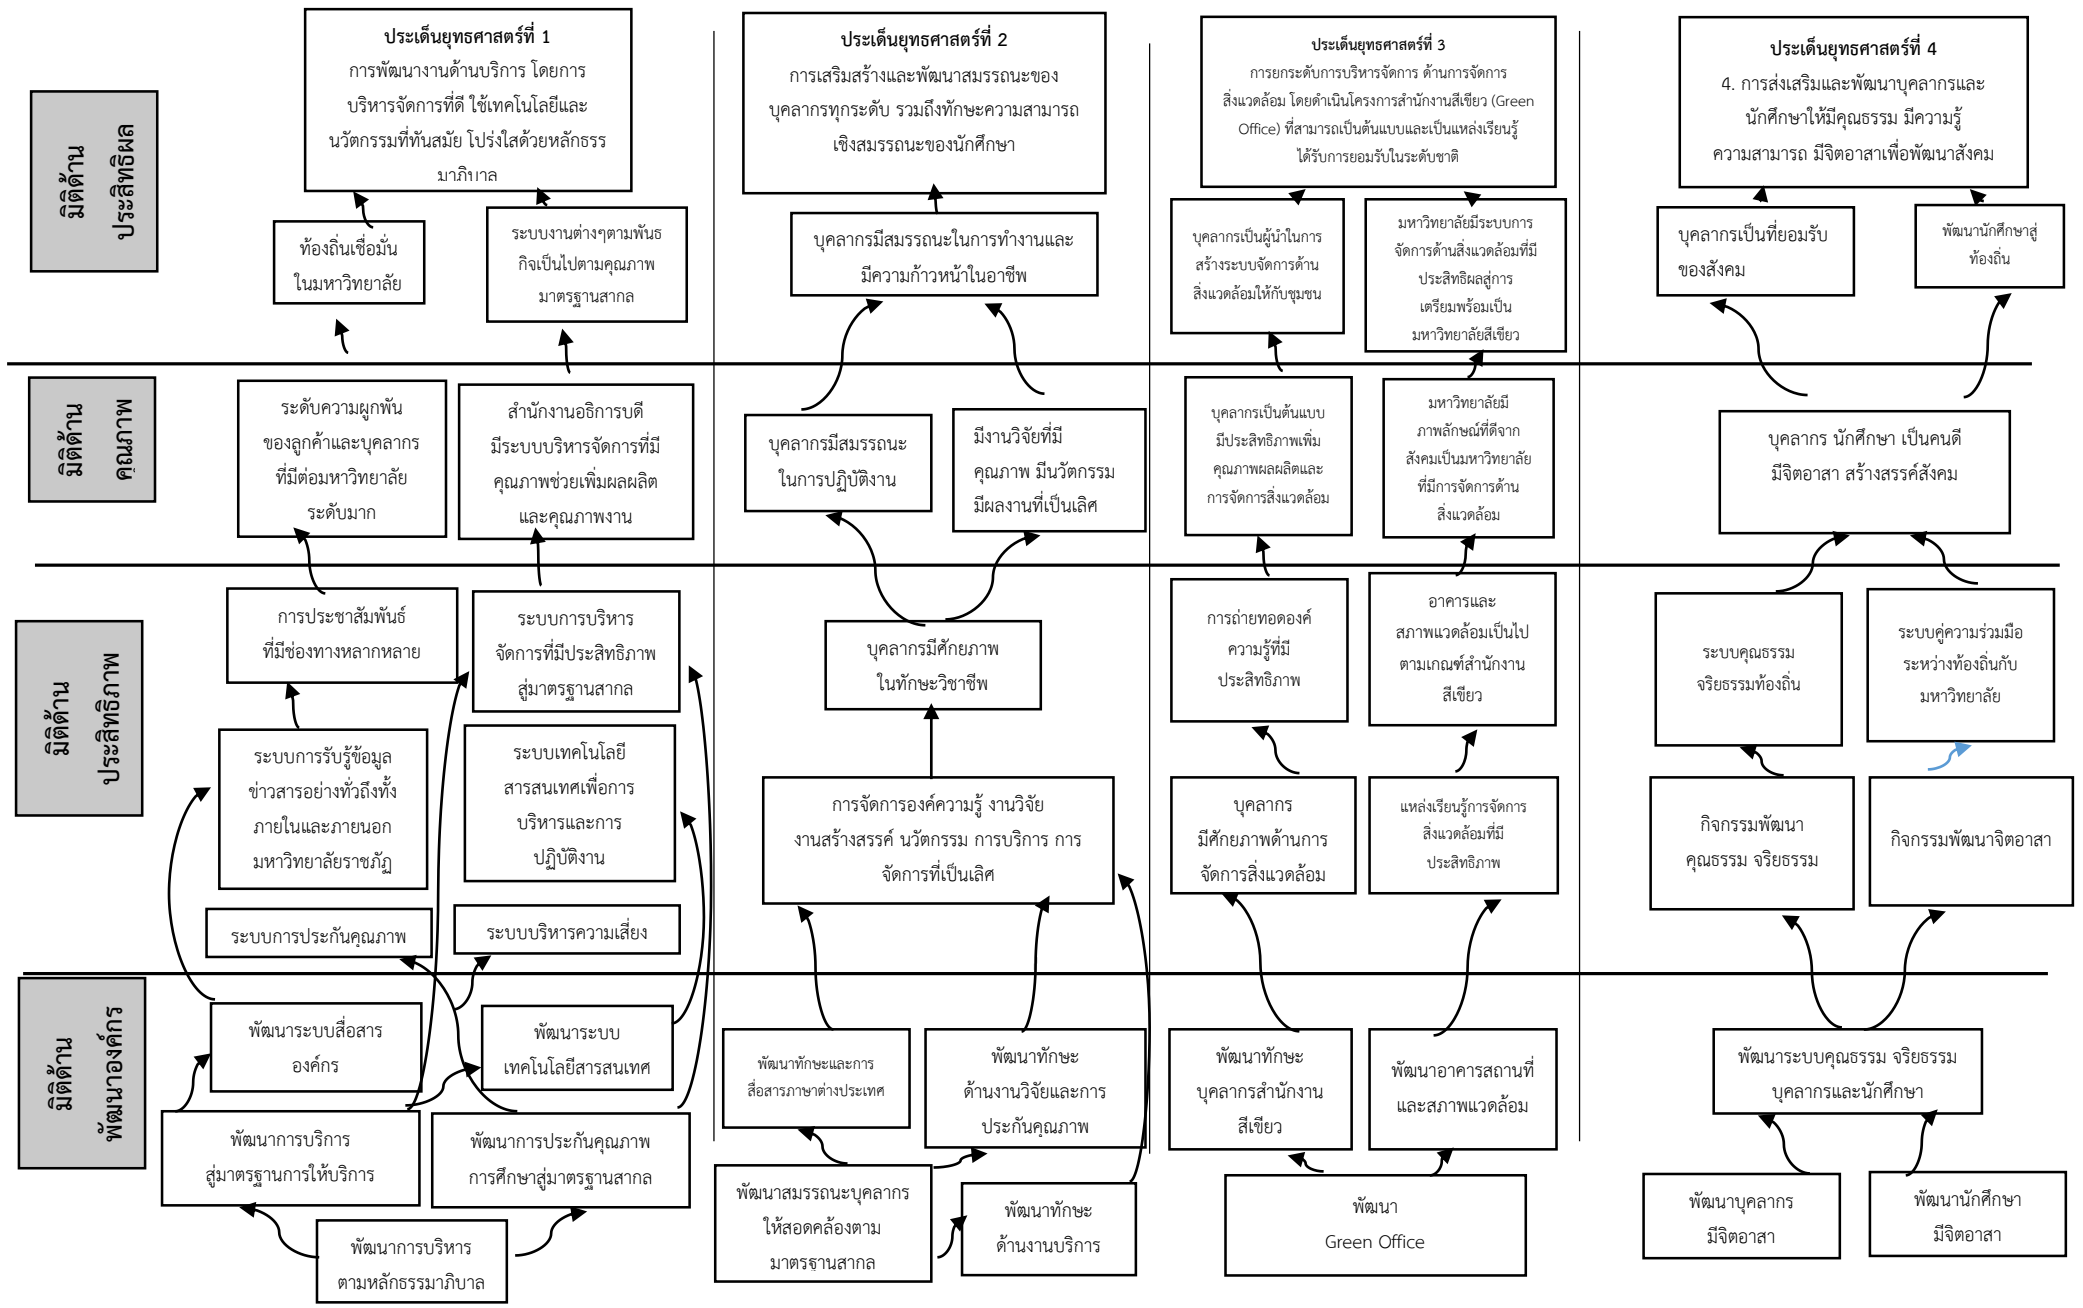 มิติด้าน
ประสิทธิผล
ประเด็นยุทธศาสตร์ที่ 1
การพัฒนางานด้านบริการ โดยการ
บริหารจัดการที่ดี ใช้เทคโนโลยีและ
นวัตกรรมที่ทันสมัย โปร่งใสด้วยหลักธรร
มาภิบาล
ประเด็นยุทธศาสตร์ที่ 2
การเสริมสร้างและพัฒนาสมรรถนะของ
บุคลากรทุกระดับ รวมถึงทักษะความสามารถ
เชิงสมรรถนะของนักศึกษา
ประเด็นยุทธศาสตร์ที่ 3
การยกระดับการบริหารจัดการ ด้านการจัดการ
สิ่งแวดล้อม โดยดำเนินโครงการสำนักงานสีเขียว (Green
Office) ที่สามารถเป็นต้นแบบและเป็นแหล่งเรียนรู้
ได้รับการยอมรับในระดับชาติ
ประเด็นยุทธศาสตร์ที่ 4
4. การส่งเสริมและพัฒนาบุคลากรและ
นักศึกษาให้มีคุณธรรม มีความรู้
ความสามารถ มีจิตอาสาเพื่อพัฒนาสังคม
ท้องถิ่นเชื่อมั่น
ในมหาวิทยาลัย
ระบบงานต่างๆตามพันธ
กิจเป็นไปตามคุณภาพ
มาตรฐานสากล
บุคลากรมีสมรรถนะในการทำงานและ
มีความก้าวหน้าในอาชีพ
บุคลากรเป็นผู้นำในการ
สร้างระบบจัดการด้าน
สิ่งแวดล้อมให้กับชุมชน
มหาวิทยาลัยมีระบบการ
จัดการด้านสิ่งแวดล้อมที่มี
ประสิทธิผลสู่การ
เตรียมพร้อมเป็น
มหาวิทยาลัยสีเขียว
บุคลากรเป็นที่ยอมรับ
ของสังคม
พัฒนานักศึกษาสู่
ท้องถิ่น
มิติด้าน
คุณภาพ
ระดับความผูกพัน
ของลูกค้าและบุคลากร
ที่มีต่อมหาวิทยาลัย
ระดับมาก
สำนักงานอธิการบดี
มีระบบบริหารจัดการที่มี
คุณภาพช่วยเพิ่มผลผลิต
และคุณภาพงาน
บุคลากรมีสมรรถนะ
ในการปฏิบัติงาน
มีงานวิจัยที่มี
คุณภาพ มีนวัตกรรม
มีผลงานที่เป็นเลิศ
บุคลากรเป็นต้นแบบ
มีประสิทธิภาพเพิ่ม
คุณภาพผลผลิตและ
การจัดการสิ่งแวดล้อม
มหาวิทยาลัยมี
ภาพลักษณ์ที่ดีจาก
สังคมเป็นมหาวิทยาลัย
ที่มีการจัดการด้าน
สิ่งแวดล้อม
บุคลากร นักศึกษา เป็นคนดี
มีจิตอาสา สร้างสรรค์สังคม
มิติด้าน
ประสิทธิภาพ
การประชาสัมพันธ์
ที่มีช่องทางหลากหลาย
ระบบการบริหาร
จัดการที่มีประสิทธิภาพ
สู่มาตรฐานสากล
บุคลากรมีศักยภาพ
ในทักษะวิชาชีพ
การถ่ายทอดองค์
ความรู้ที่มี
ประสิทธิภาพ
อาคารและ
สภาพแวดล้อมเป็นไป
ตามเกณฑ์สำนักงาน
สีเขียว
ระบบคุณธรรม
จริยธรรมท้องถิ่น
ระบบคู่ความร่วมมือ
ระหว่างท้องถิ่นกับ
มหาวิทยาลัย
ระบบการรับรู้ข้อมูล
ข่าวสารอย่างทั่วถึงทั้ง
ภายในและภายนอก
มหาวิทยาลัยราชภัฏ
ระบบเทคโนโลยี
สารสนเทศเพื่อการ
บริหารและการ
ปฏิบัติงาน
การจัดการองค์ความรู้ งานวิจัย
งานสร้างสรรค์ นวัตกรรม การบริการ การ
จัดการที่เป็นเลิศ
บุคลากร
มีศักยภาพด้านการ
จัดการสิ่งแวดล้อม
แหล่งเรียนรู้การจัดการ
สิ่งแวดล้อมที่มี
ประสิทธิภาพ
กิจกรรมพัฒนา
คุณธรรม จริยธรรม
กิจกรรมพัฒนาจิตอาสา
ระบบการประกันคุณภาพ
ระบบบริหารความเสี่ยง
มิติด้าน
พัฒนาองค์กร
พัฒนาระบบสื่อสาร
องค์กร
พัฒนาระบบ
เทคโนโลยีสารสนเทศ
พัฒนาทักษะและการ
สื่อสารภาษาต่างประเทศ
พัฒนาทักษะ
ด้านงานวิจัยและการ
ประกันคุณภาพ
พัฒนาทักษะ
บุคลากรสำนักงาน
สีเขียว
พัฒนาอาคารสถานที่
และสภาพแวดล้อม
พัฒนาระบบคุณธรรม จริยธรรม
บุคลากรและนักศึกษา
พัฒนาการบริการ
สู่มาตรฐานการให้บริการ
พัฒนาการประกันคุณภาพ
การศึกษาสู่มาตรฐานสากล
พัฒนาสมรรถนะบุคลากร
ให้สอดคล้องตาม
มาตรฐานสากล
พัฒนาทักษะ
ด้านงานบริการ
พัฒนา
Green Office
พัฒนาบุคลากร
มีจิตอาสา
พัฒนานักศึกษา
มีจิตอาสา
พัฒนาการบริหาร
ตามหลักธรรมาภิบาล